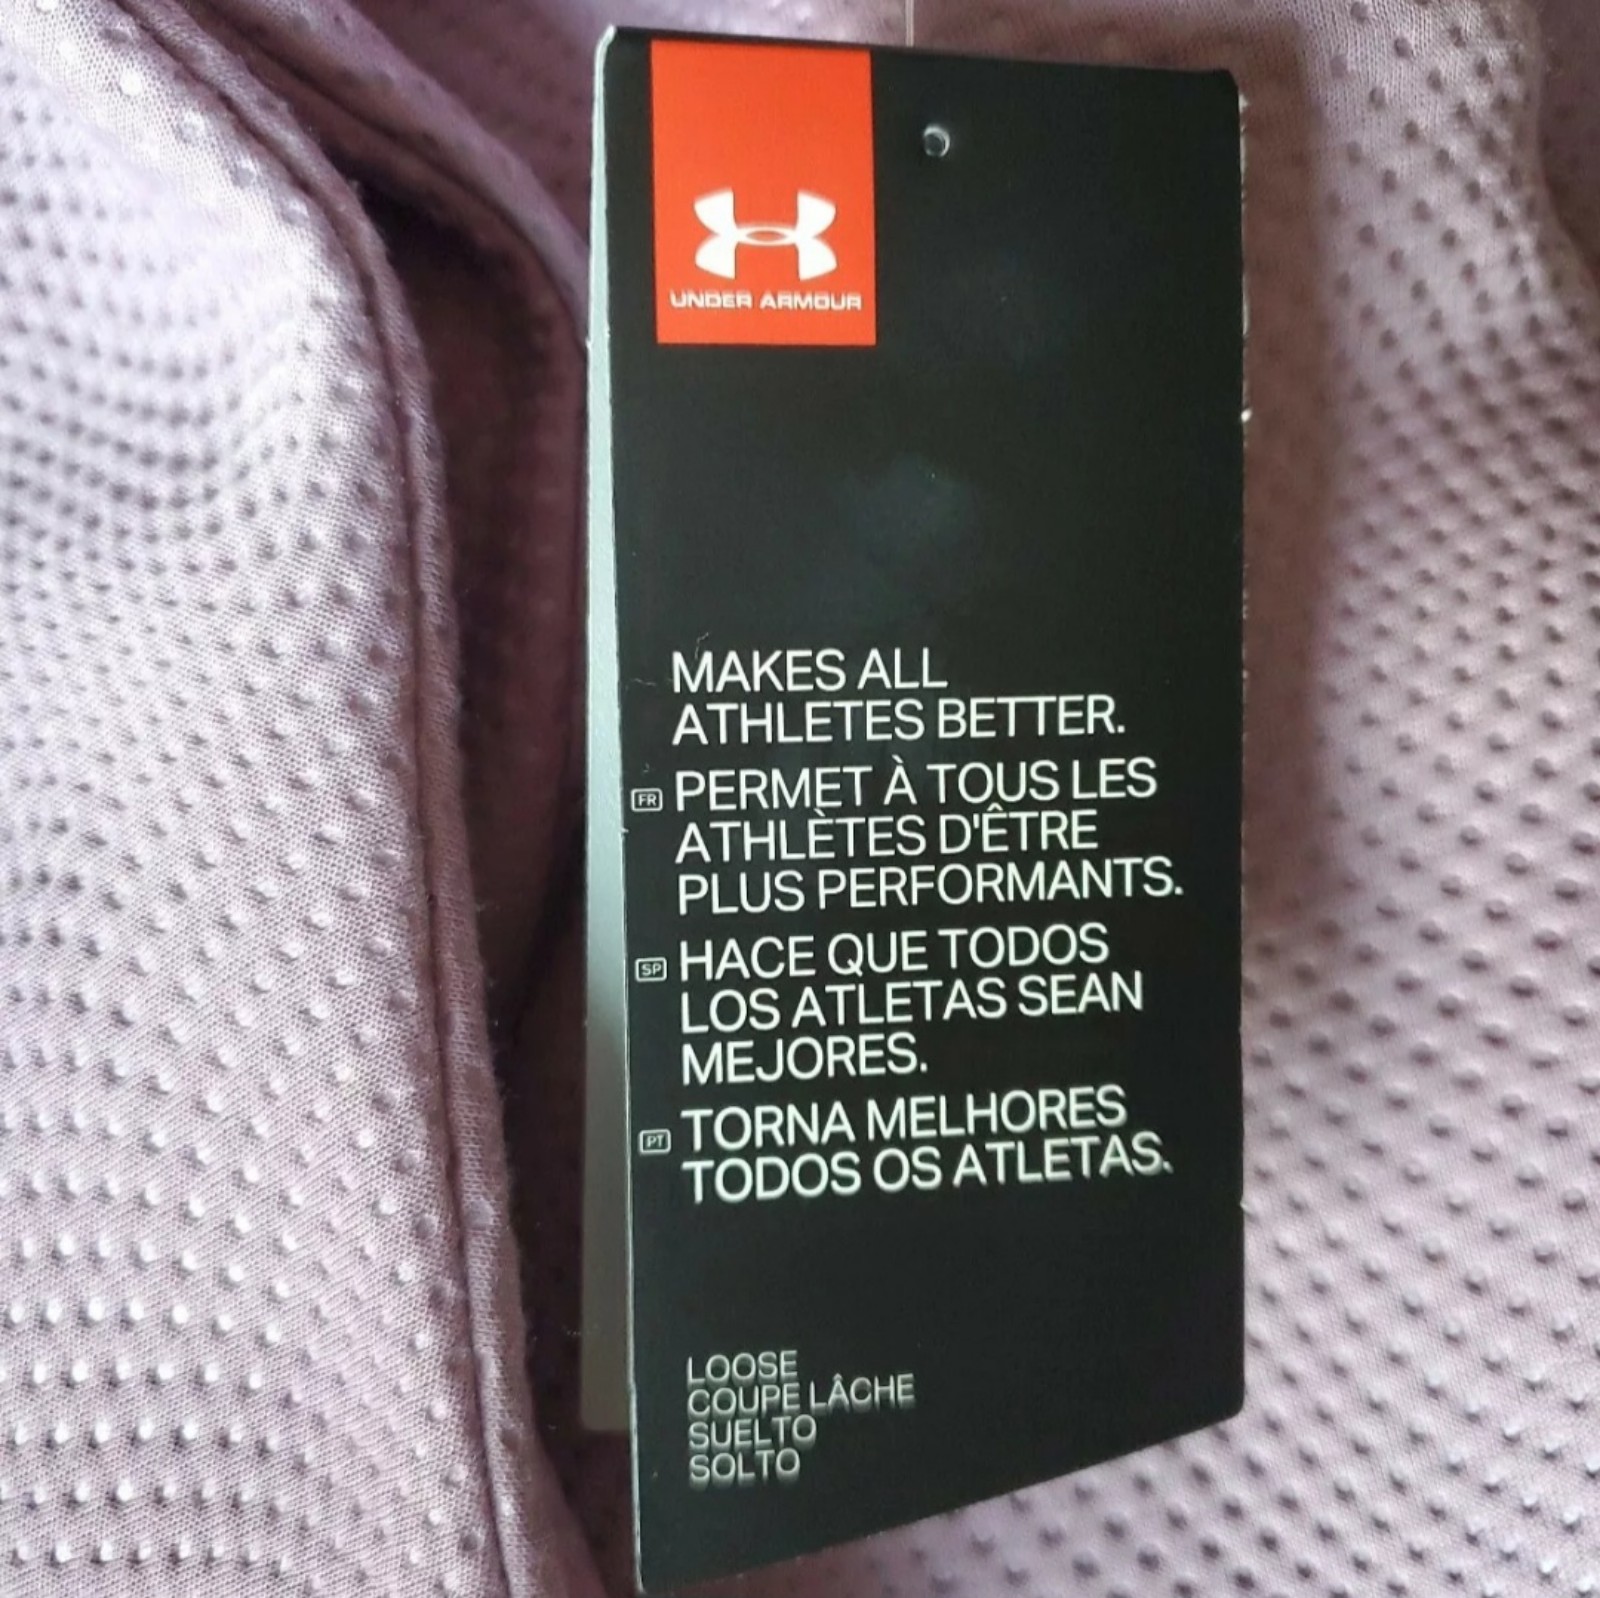 UNDER ARMOUR
MAKES ALL
ATHLETES BETTER.
FR PERMET À TOUS LES
ATHLÈTES D'ÊTRE
PLUS PERFORMANTS.
SP HACE QUE TODOS
LOS ATLETAS SEAN
MEJORES.
PT TORNA MELHORES
TODOS OS ATLETAS.
LOOSE
COUPE LÂCHE
SUELTO
SOLTO